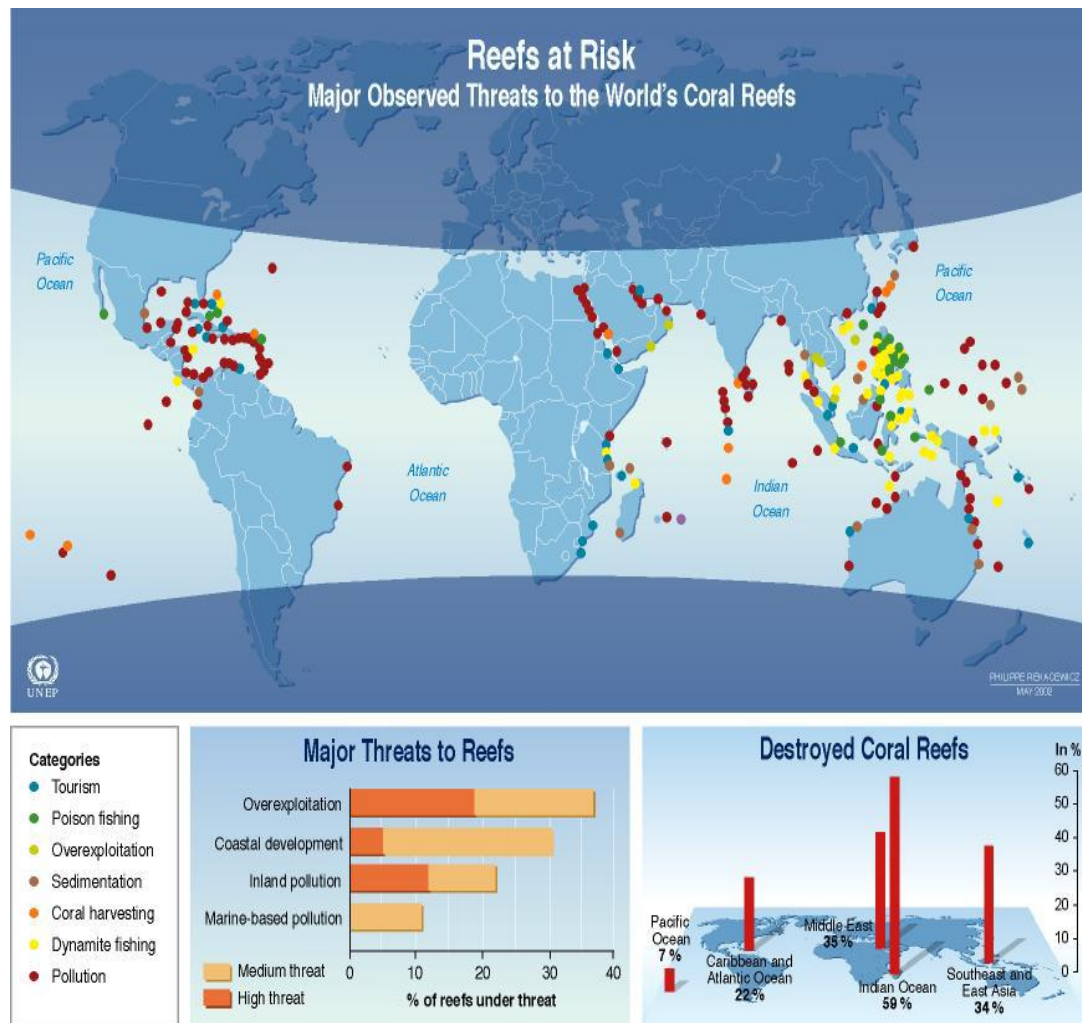 Reefs at Risk
Major Observed Threats to the World's Coral Reefs
Pacific
Ocean
Pacific
Ocean
Atlantic
Ocean
Indian
Ocean
UNEP
PHILIPPE REKACEWICZ
MAY 2002
Categories
Tourism
Poison fishing
Overexploitation
Sedimentation
Coral harvesting
Dynamite fishing
Pollution
Major Threats to Reefs
Overexploitation
Coastal development
Inland pollution
Marine-based pollution
Medium threat
High threat
0 10 20 30 40
% of reefs under threat
Destroyed Coral Reefs
In %
60
50
40
30
20
10
0
Pacific
Ocean
7 %
Caribbean and
Atlantic Ocean
22 %
Middle East
35 %
Indian Ocean
59 %
Southeast and
East Asia
34 %